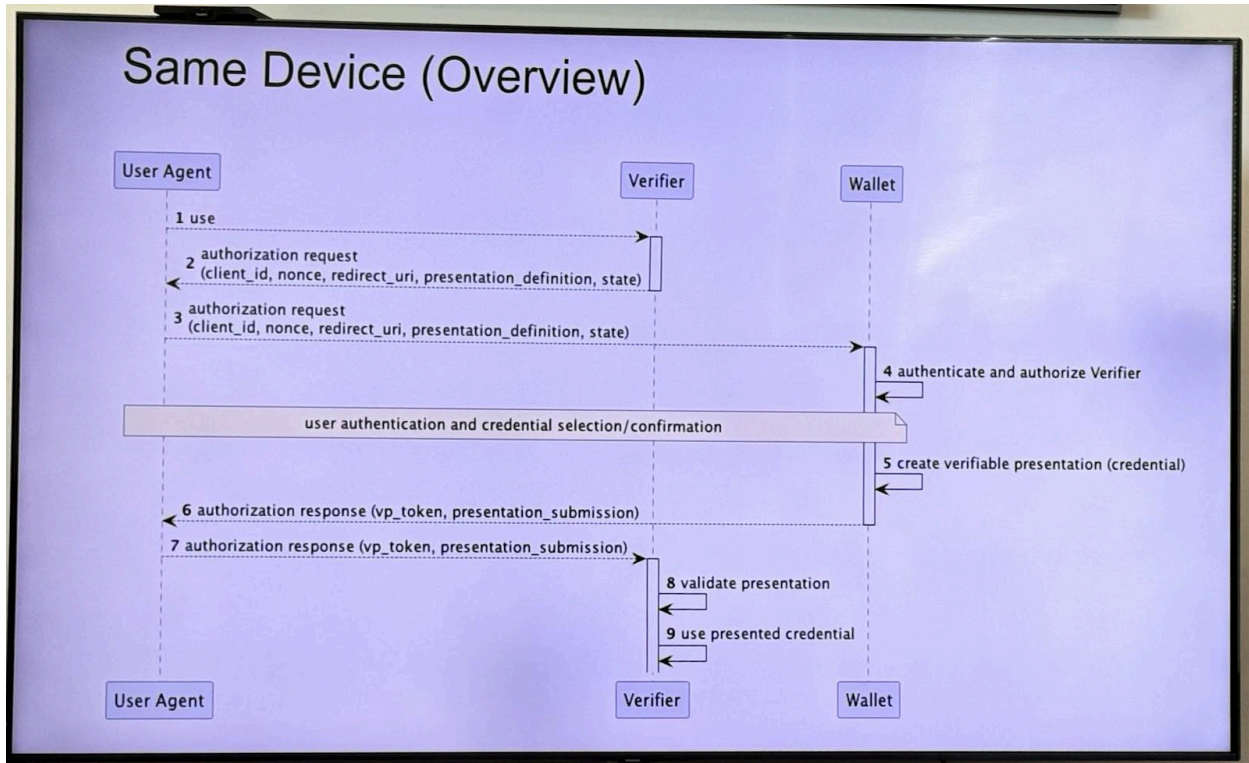 Same Device (Overview)
User Agent
Verifier
Wallet
1 use
2 authorization request
(client_id, nonce, redirect_uri, presentation_definition, state)
3 authorization request
(client_id, nonce, redirect_uri, presentation_definition, state)
4 authenticate and authorize Verifier
user authentication and credential selection/confirmation
5 create verifiable presentation (credential)
6 authorization response (vp_token, presentation_submission)
7 authorization response (vp_token, presentation_submission)
8 validate presentation
9 use presented credential
User Agent
Verifier
Wallet